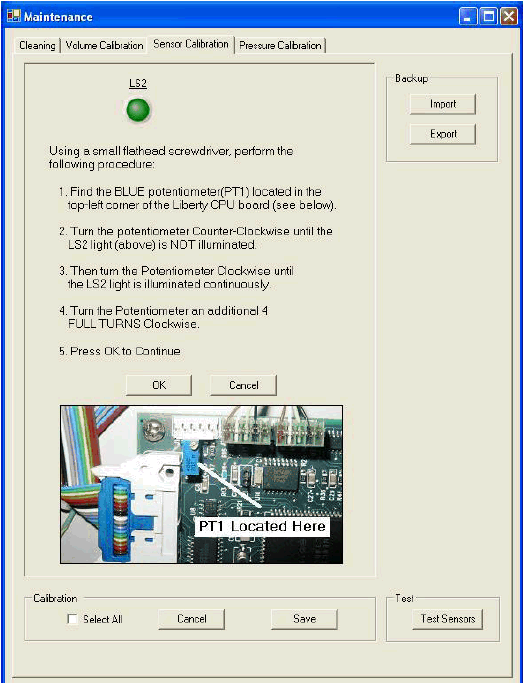 Maintenance
Cleaning
Volume Calibration
Sensor Calibration
Pressure Calibration
LS2
Using a small flathead screwdriver, perform the
following procedure:
1. Find the BLUE potentiometer(PT1) located in the
top-left corner of the Liberty CPU board (see below).
2. Turn the potentiometer Counter-Clockwise until the
LS2 light (above) is NOT illuminated.
3. Then turn the Potentiometer Clockwise until
the LS2 light is illuminated continuously.
4. Turn the Potentiometer an additional 4
FULL TURNS Clockwise.
5. Press OK to Continue
OK
Cancel
PT1 Located Here
Backup
Import
Export
Calibration
Select All
Cancel
Save
Test
Test Sensors